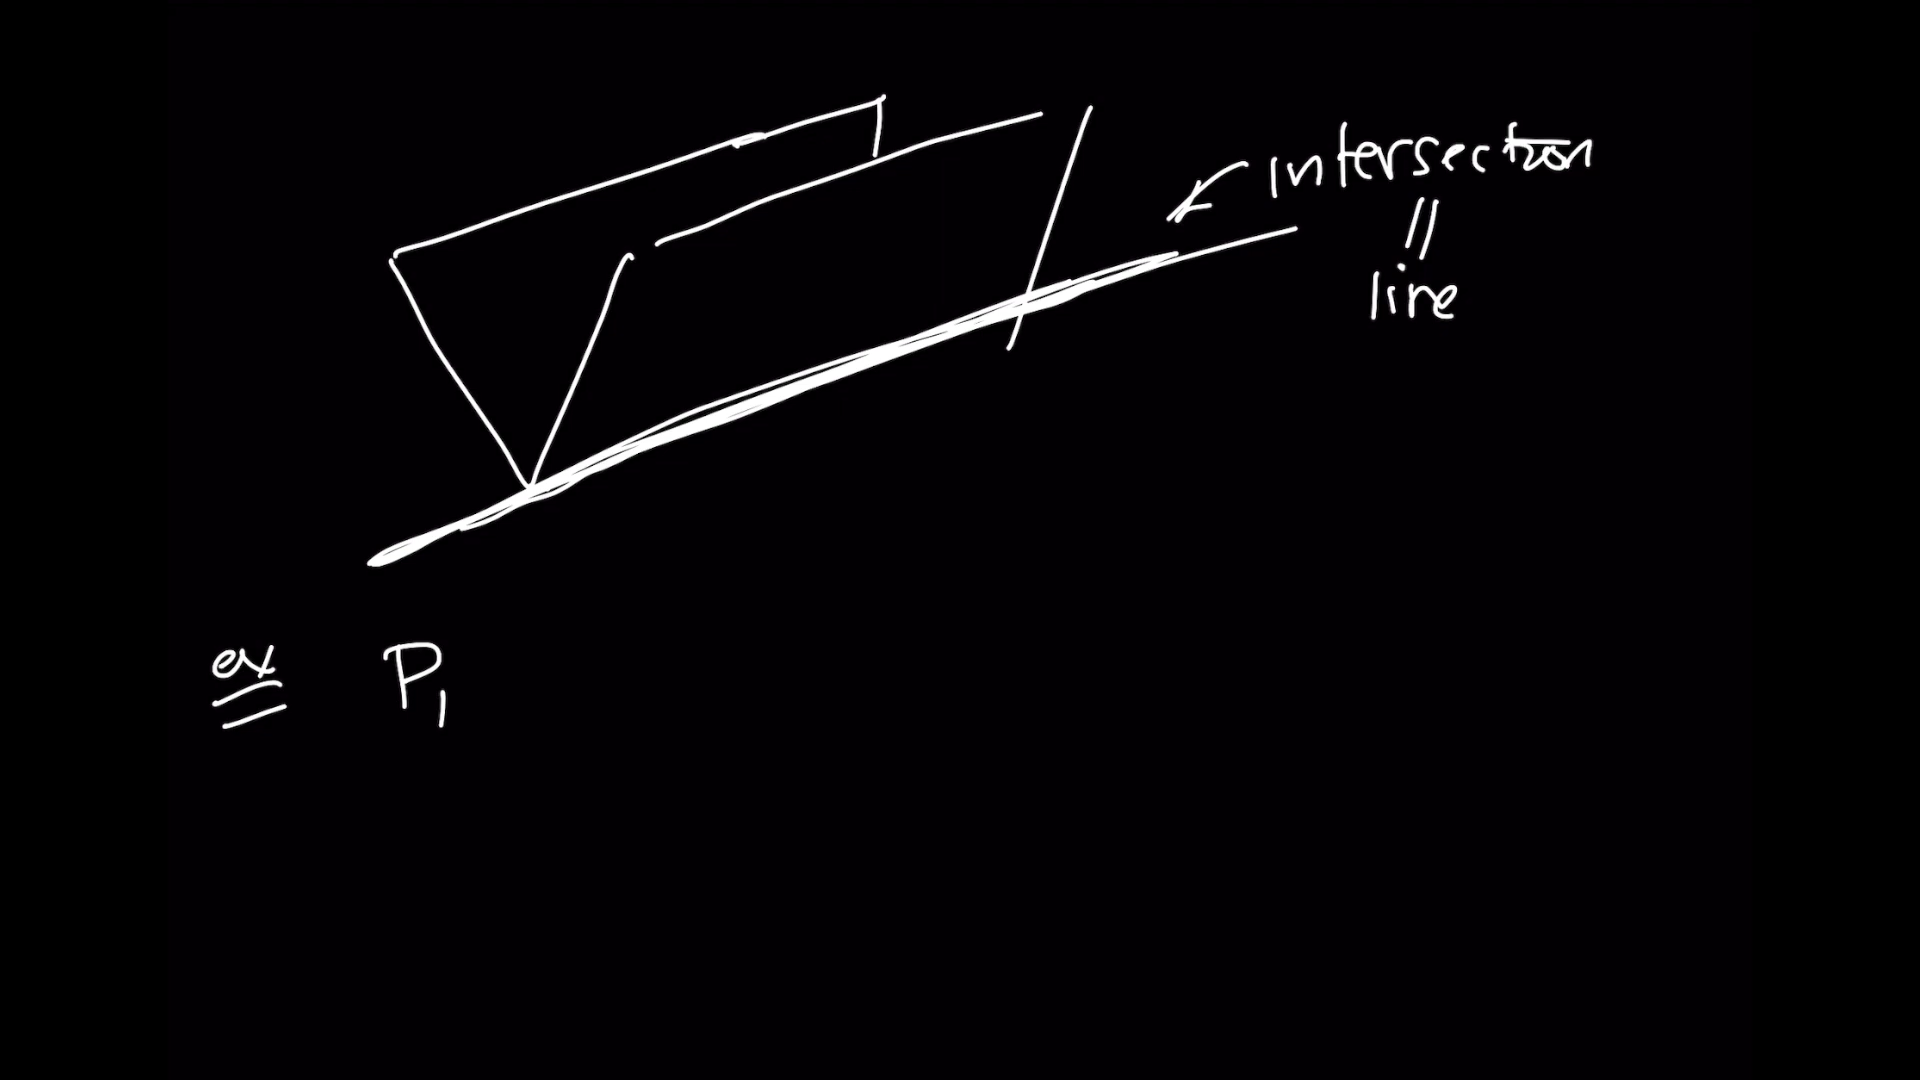 intersection
||
line
ex P₁